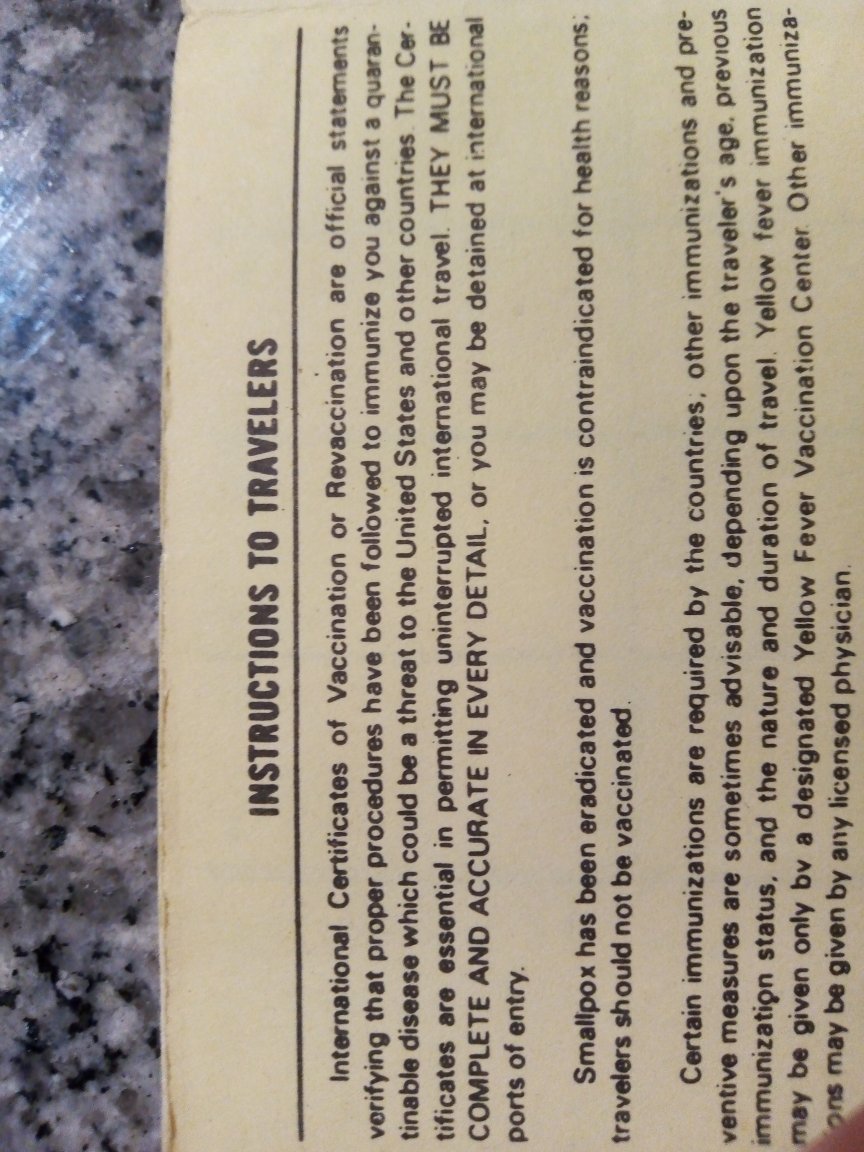 INSTRUCTIONS TO TRAVELERS
International Certificates of Vaccination or Revaccination are official statements
verifying that proper procedures have been followed to immunize you against a quaran-
tinable disease which could be a threat to the United States and other countries. The Cer-
tificates are essential in permitting uninterrupted international travel. THEY MUST BE
COMPLETE AND ACCURATE IN EVERY DETAIL, or you may be detained at international
ports of entry.
Smallpox has been eradicated and vaccination is contraindicated for health reasons;
travelers should not be vaccinated.
Certain immunizations are required by the countries; other immunizations and pre-
ventive measures are sometimes advisable, depending upon the traveler's age, previous
immunization status, and the nature and duration of travel. Yellow fever immunization
may be given only by a designated Yellow Fever Vaccination Center. Other immuniza-
ons may be given by any licensed physician.